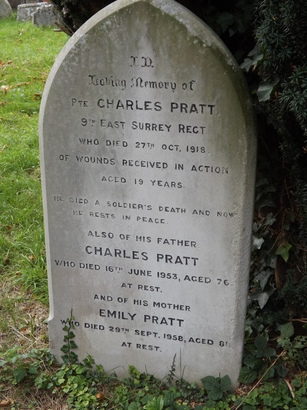 In
Loving Memory of
PTE CHARLES PRATT
9TH EAST SURREY REGT
WHO DIED 27TH OCT. 1918
OF WOUNDS RECEIVED IN ACTION
AGED 19 YEARS
HE DIED A SOLDIER'S DEATH AND NOW
HE RESTS IN PEACE
ALSO OF HIS FATHER
CHARLES PRATT
WHO DIED 16TH JUNE 1953, AGED 76
AT REST.
AND OF HIS MOTHER
EMILY PRATT
WHO DIED 29TH SEPT. 1958, AGED
AT REST.